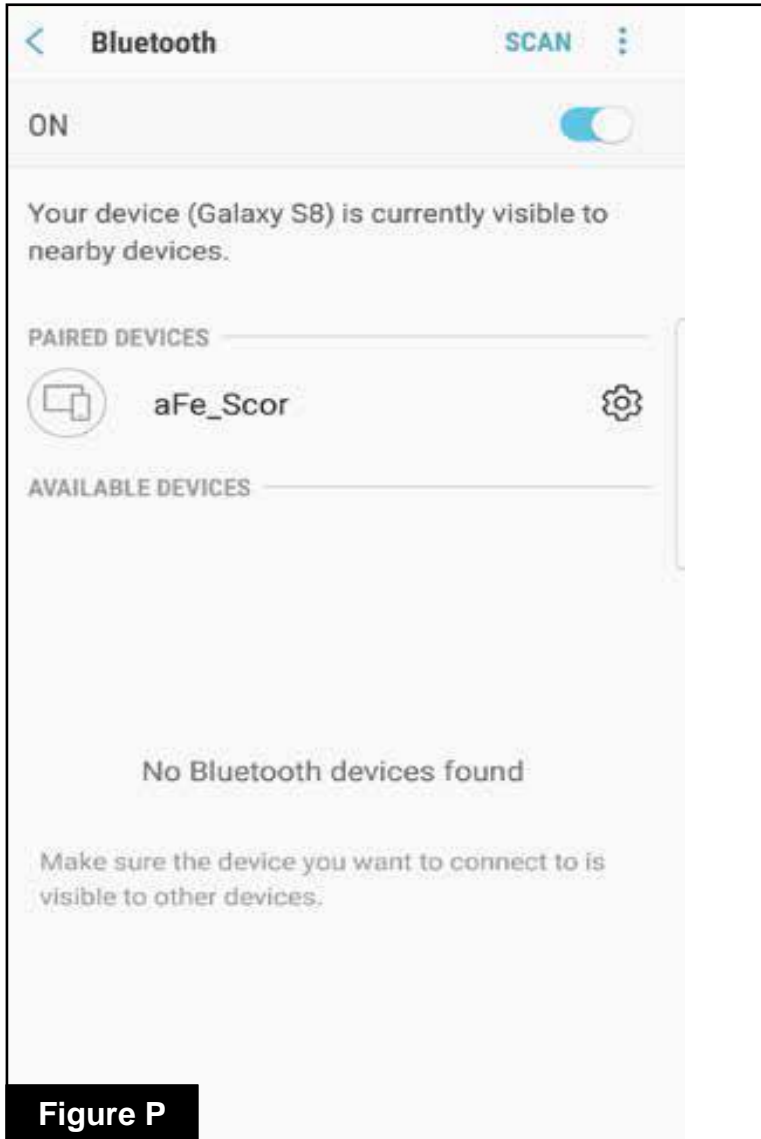 Bluetooth SCAN
ON
Your device (Galaxy S8) is currently visible to
nearby devices.
PAIRED DEVICES
aFe_Scor
AVAILABLE DEVICES
No Bluetooth devices found
Make sure the device you want to connect to is
visible to other devices.
Figure P